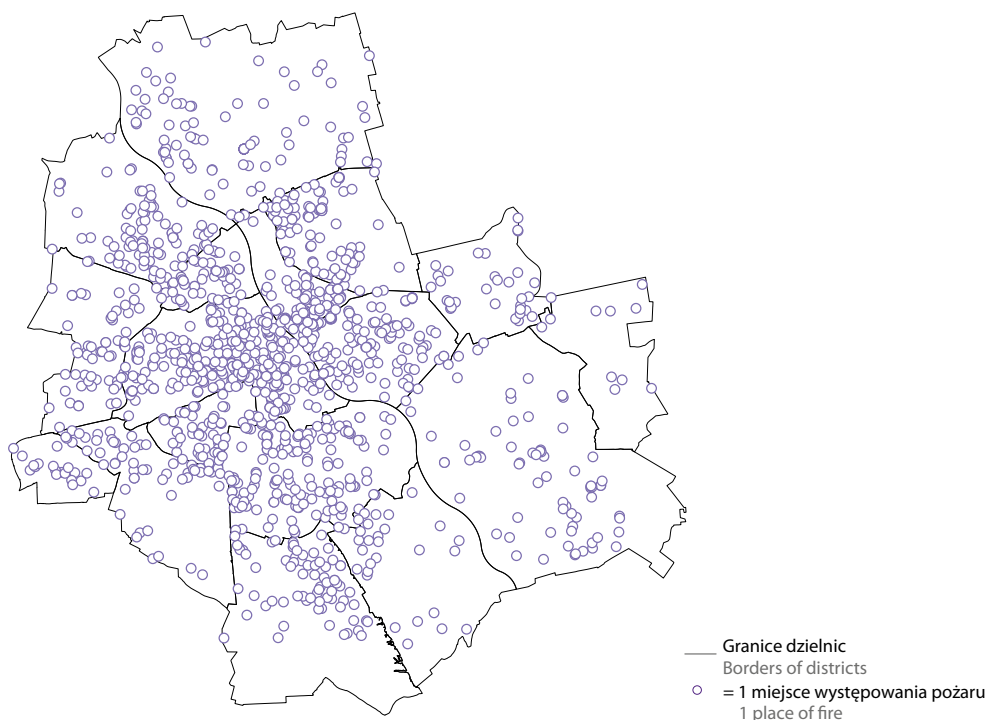 Granice dzielnic
Borders of districts
= 1 miejsce występowania pożaru
1 place of fire